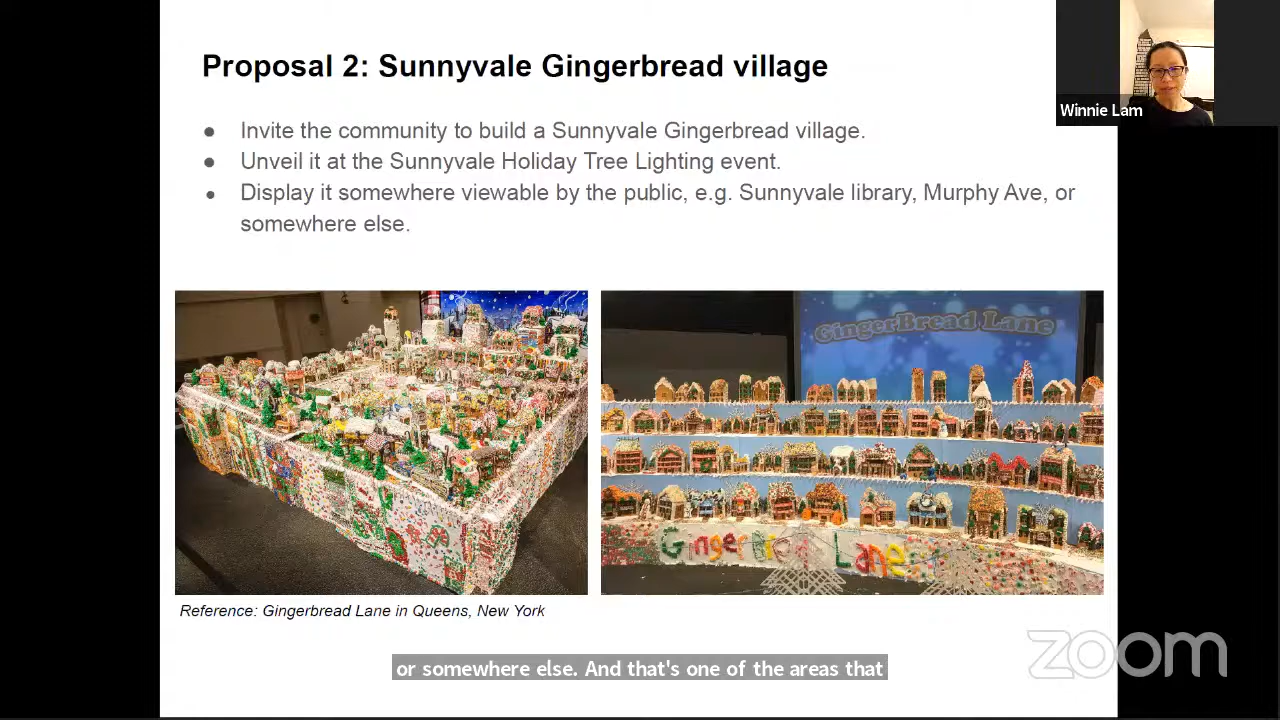 Proposal 2: Sunnyvale Gingerbread village
Winnie Lam
● Invite the community to build a Sunnyvale Gingerbread village.
● Unveil it at the Sunnyvale Holiday Tree Lighting event.
● Display it somewhere viewable by the public, e.g. Sunnyvale library, Murphy Ave, or
somewhere else.
GingerBread Lane
Gingerbread Lane
Reference: Gingerbread Lane in Queens, New York
or somewhere else. And that's one of the areas that
zoom